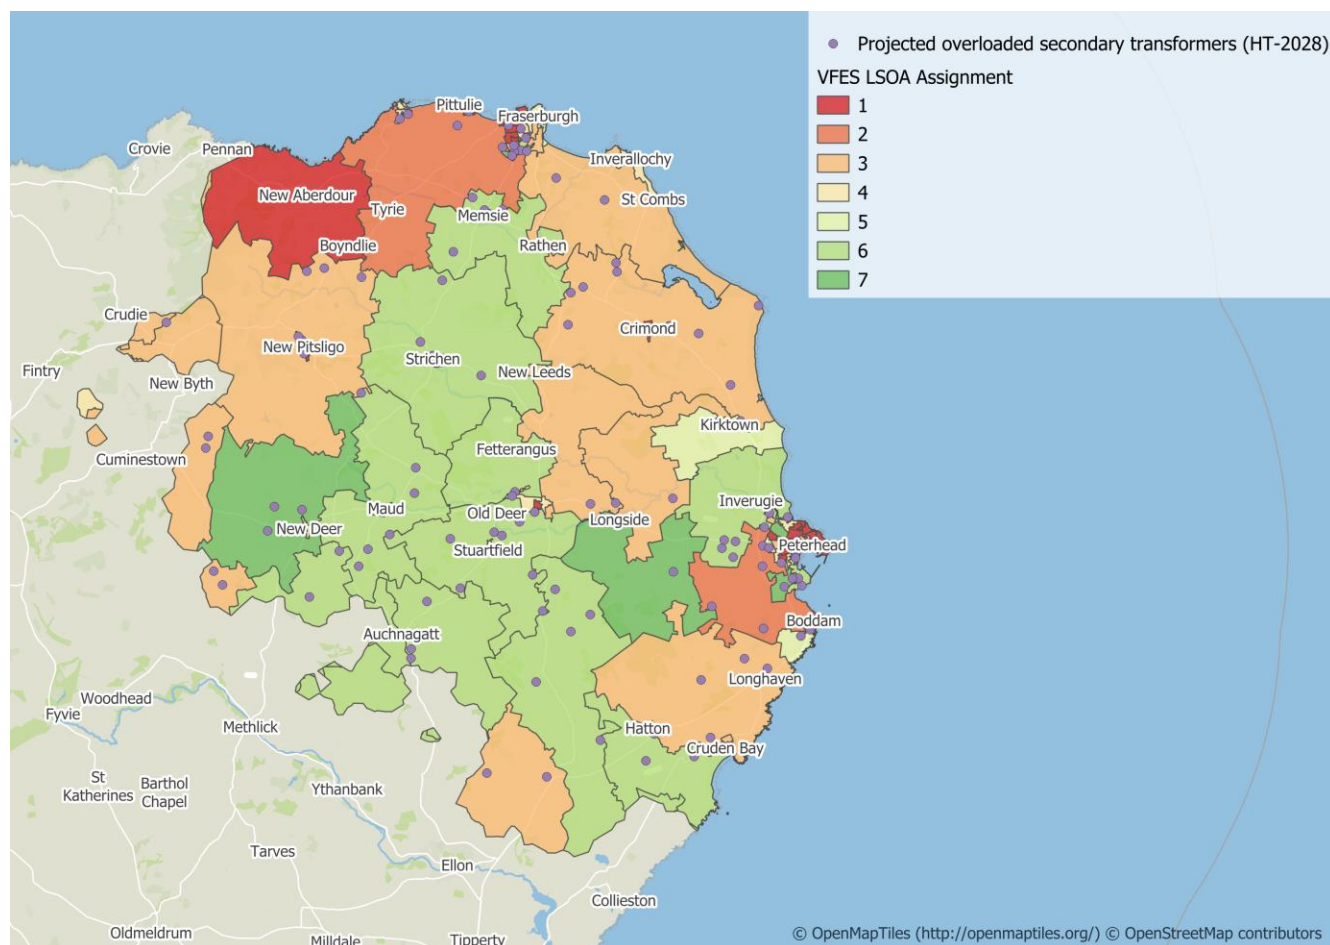 Projected overloaded secondary transformers (HT-2028)
VFES LSOA Assignment
1
2
3
4
5
6
7
Pittulie
Fraserburgh
Crovie
Pennan
Inverallochy
New Aberdour
St Combs
Tyrie
Memsie
Boyndlie
Rathen
Crudie
Crimond
New Pitsligo
Strichen
Fintry
New Leeds
New Byth
Kirktown
Fetterangus
Cuminestown
Inverugie
Maud
Old Deer
Longside
New Deer
Stuartfield
Peterhead
Boddam
Auchnagatt
Longhaven
Woodhead
Fyvie
Methlick
Hatton
Cruden Bay
St
Katherines
Barthol
Chapel
Ythanbank
Tarves
Ellon
Collieston
Oldmeldrum
Milldale
Tipperty
© OpenMapTiles (http://openmaptiles.org/) © OpenStreetMap contributors